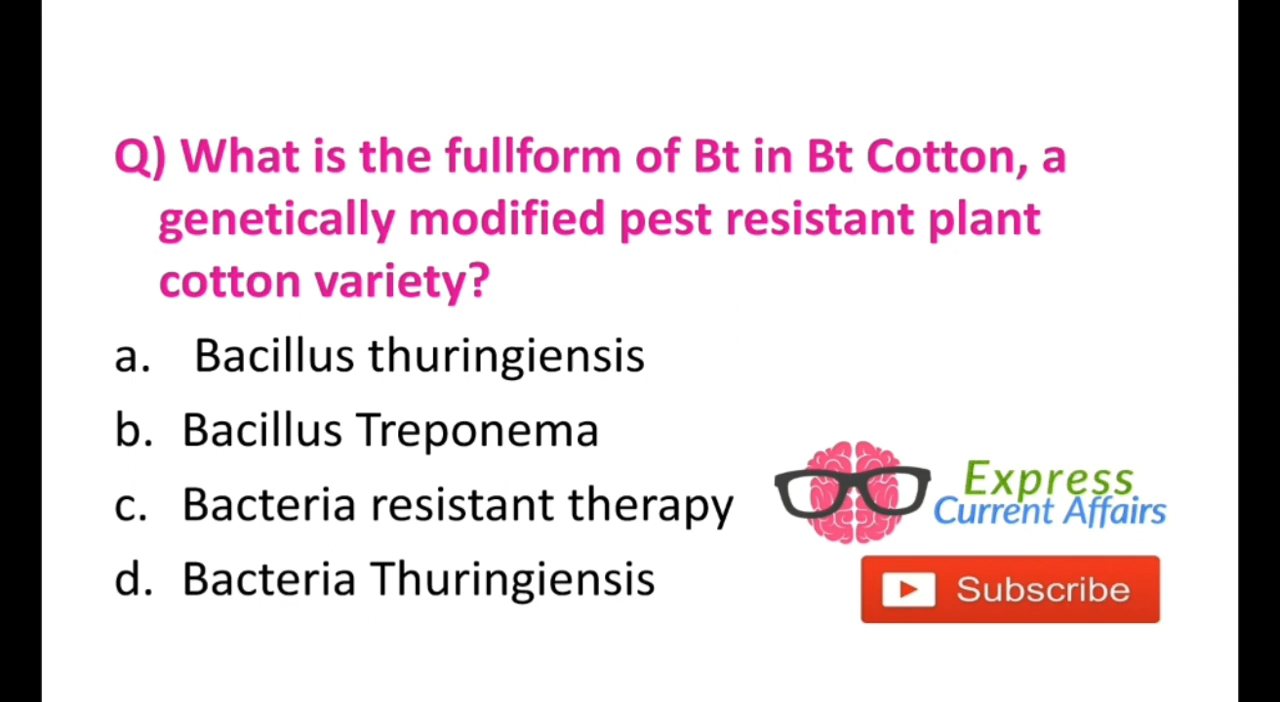 Q) What is the fullform of Bt in Bt Cotton, a
genetically modified pest resistant plant
cotton variety?
a. Bacillus thuringiensis
b. Bacillus Treponema
c. Bacteria resistant therapy
d. Bacteria Thuringiensis
Express
Current Affairs
Subscribe